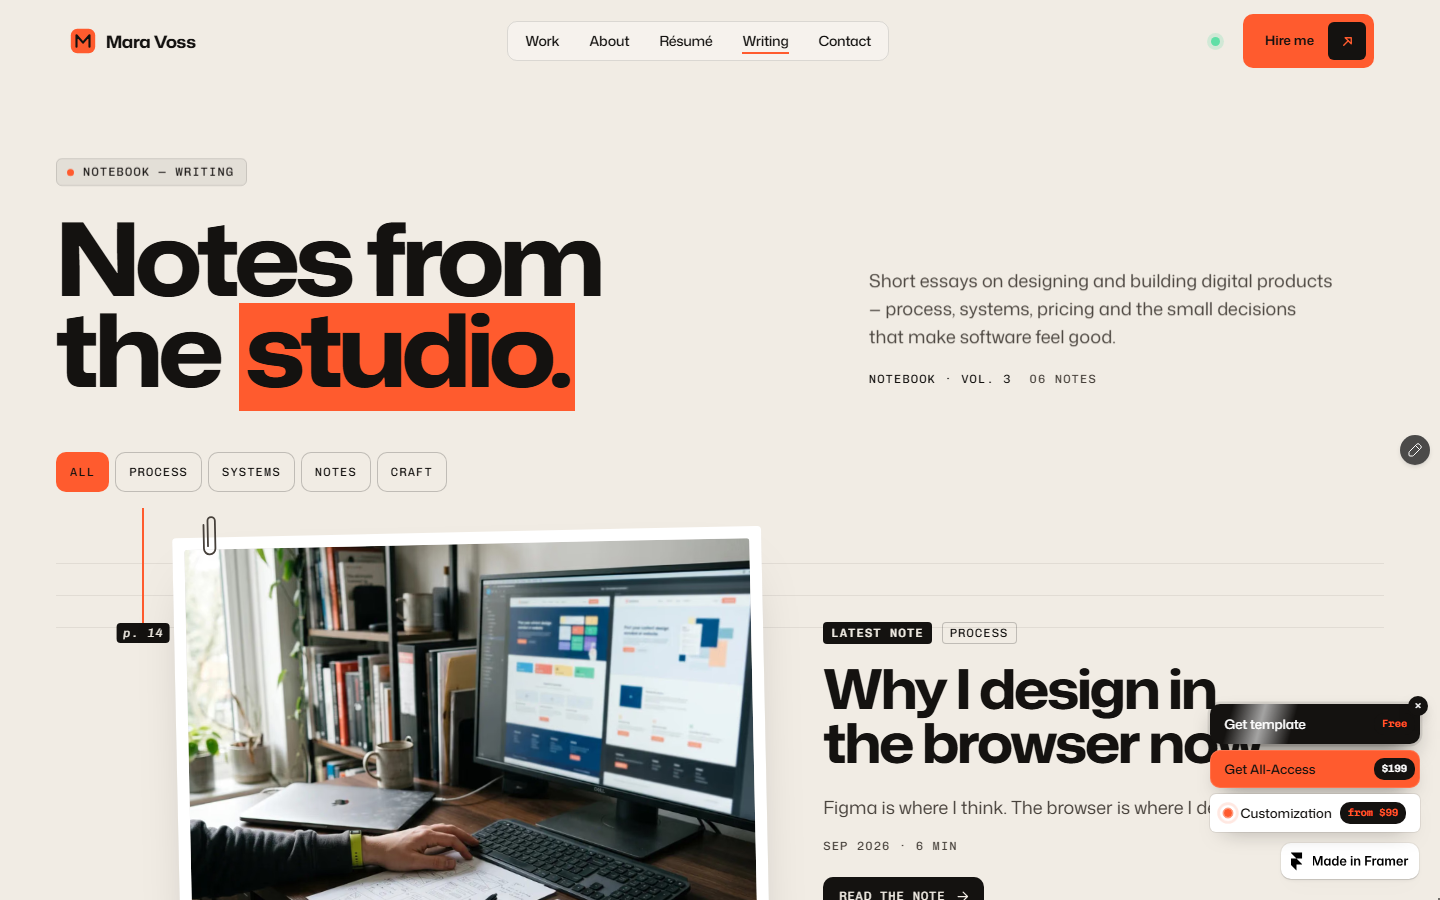 Mara Voss
Work
About
Résumé
Writing
Contact
Hire me
NOTEBOOK — WRITING
Notes from
the studio.
Short essays on designing and building digital products
— process, systems, pricing and the small decisions
that make software feel good.
NOTEBOOK · VOL. 3 06 NOTES
ALL
PROCESS
SYSTEMS
NOTES
CRAFT
p. 14
LATEST NOTE
PROCESS
Why I design in
the browser now
Figma is where I think. The browser is where I de
SEP 2026 · 6 MIN
READ THE NOTE →
Get template Free
Get All-Access $199
Customization from $99
Made in Framer